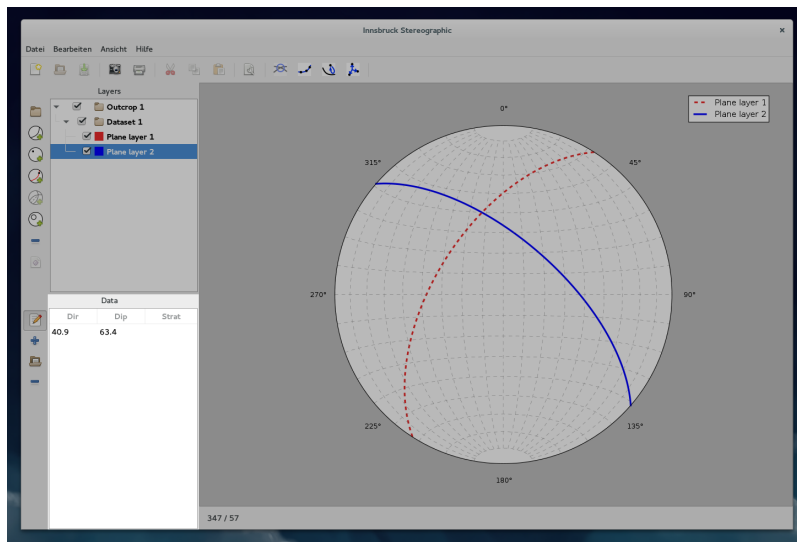 Innsbruck Stereographic
Datei Bearbeiten Ansicht Hilfe
Layers
Outcrop 1
Dataset 1
Plane layer 1
Plane layer 2
Data
Dir Dip Strat
40.9 63.4
0°
45°
90°
135°
180°
225°
270°
315°
Plane layer 1
Plane layer 2
347 / 57